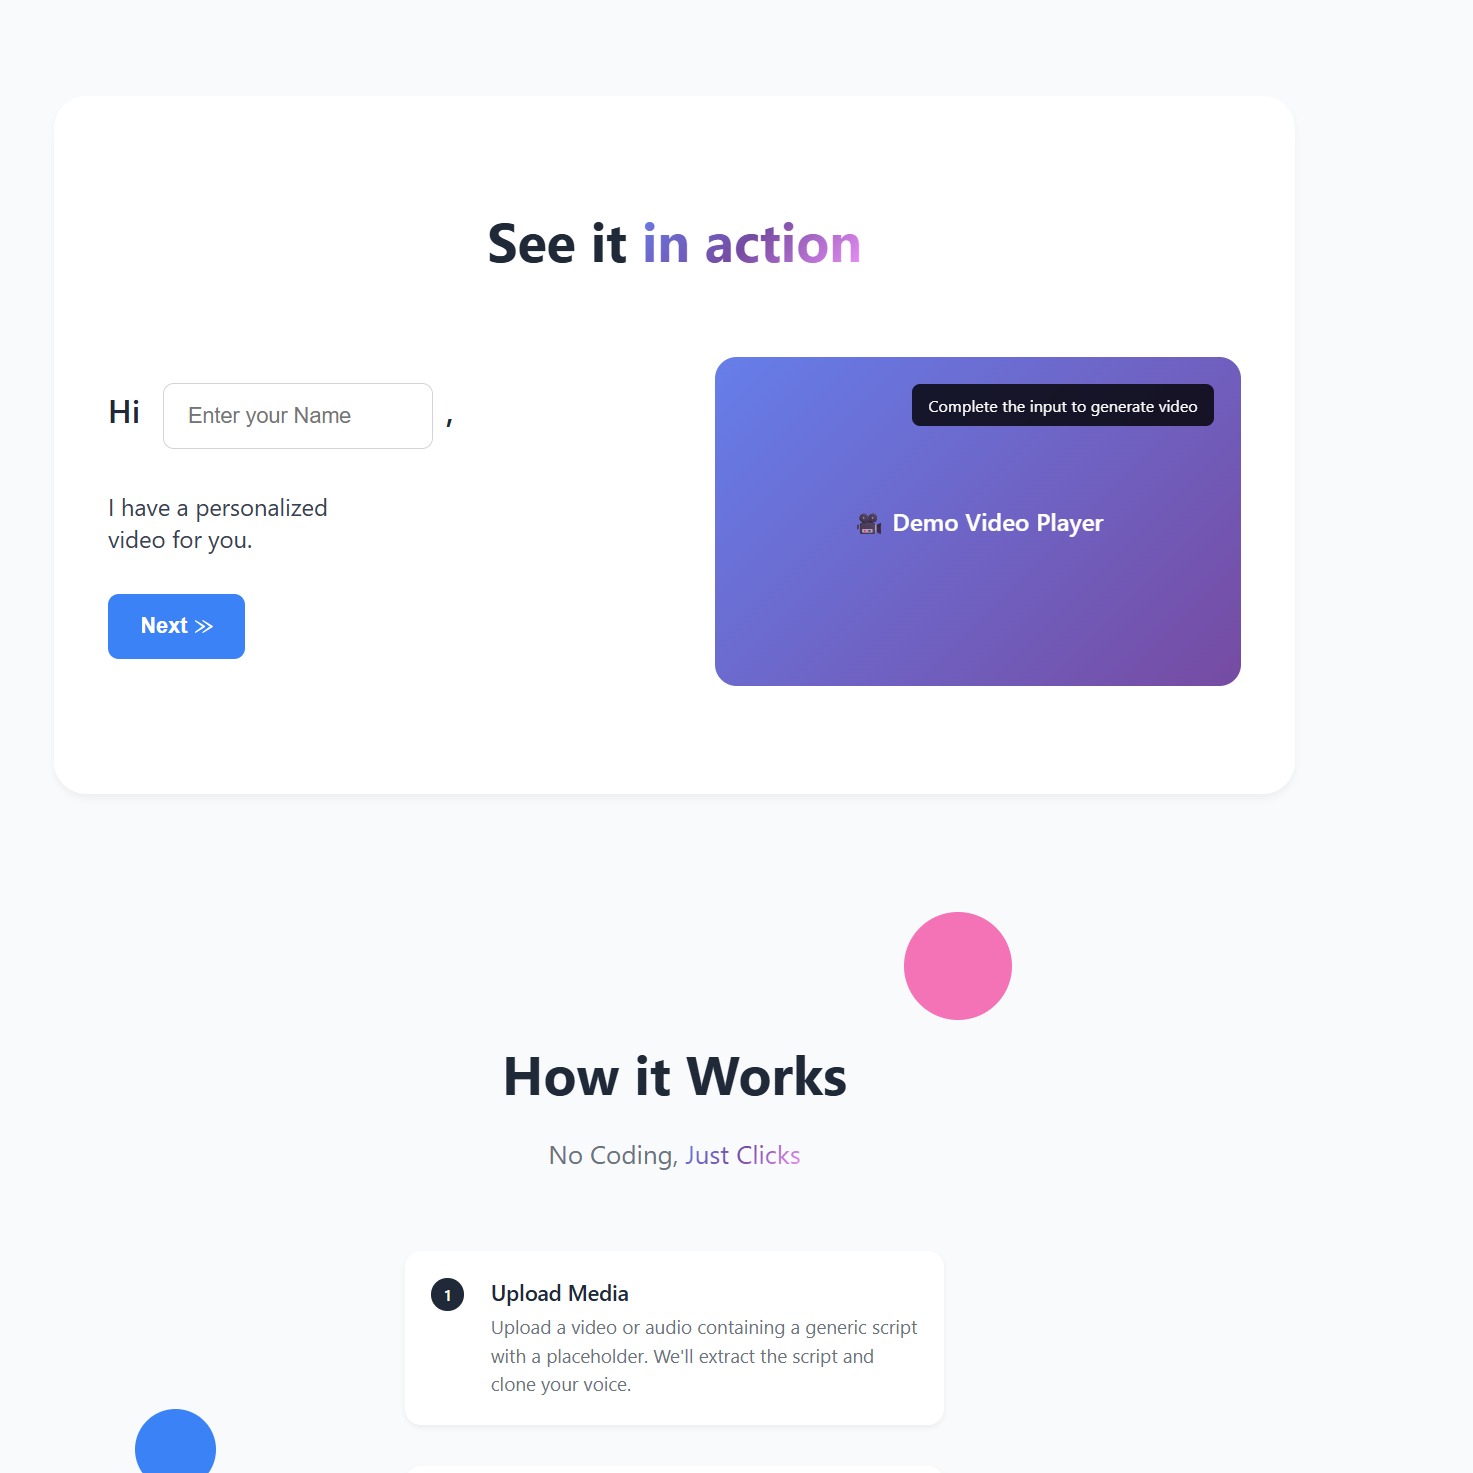 See it in action
Hi Enter your Name ,
I have a personalized
video for you.
Next ≫
Complete the input to generate video
🎥 Demo Video Player
How it Works
No Coding, Just Clicks
1 Upload Media
Upload a video or audio containing a generic script
with a placeholder. We'll extract the script and
clone your voice.